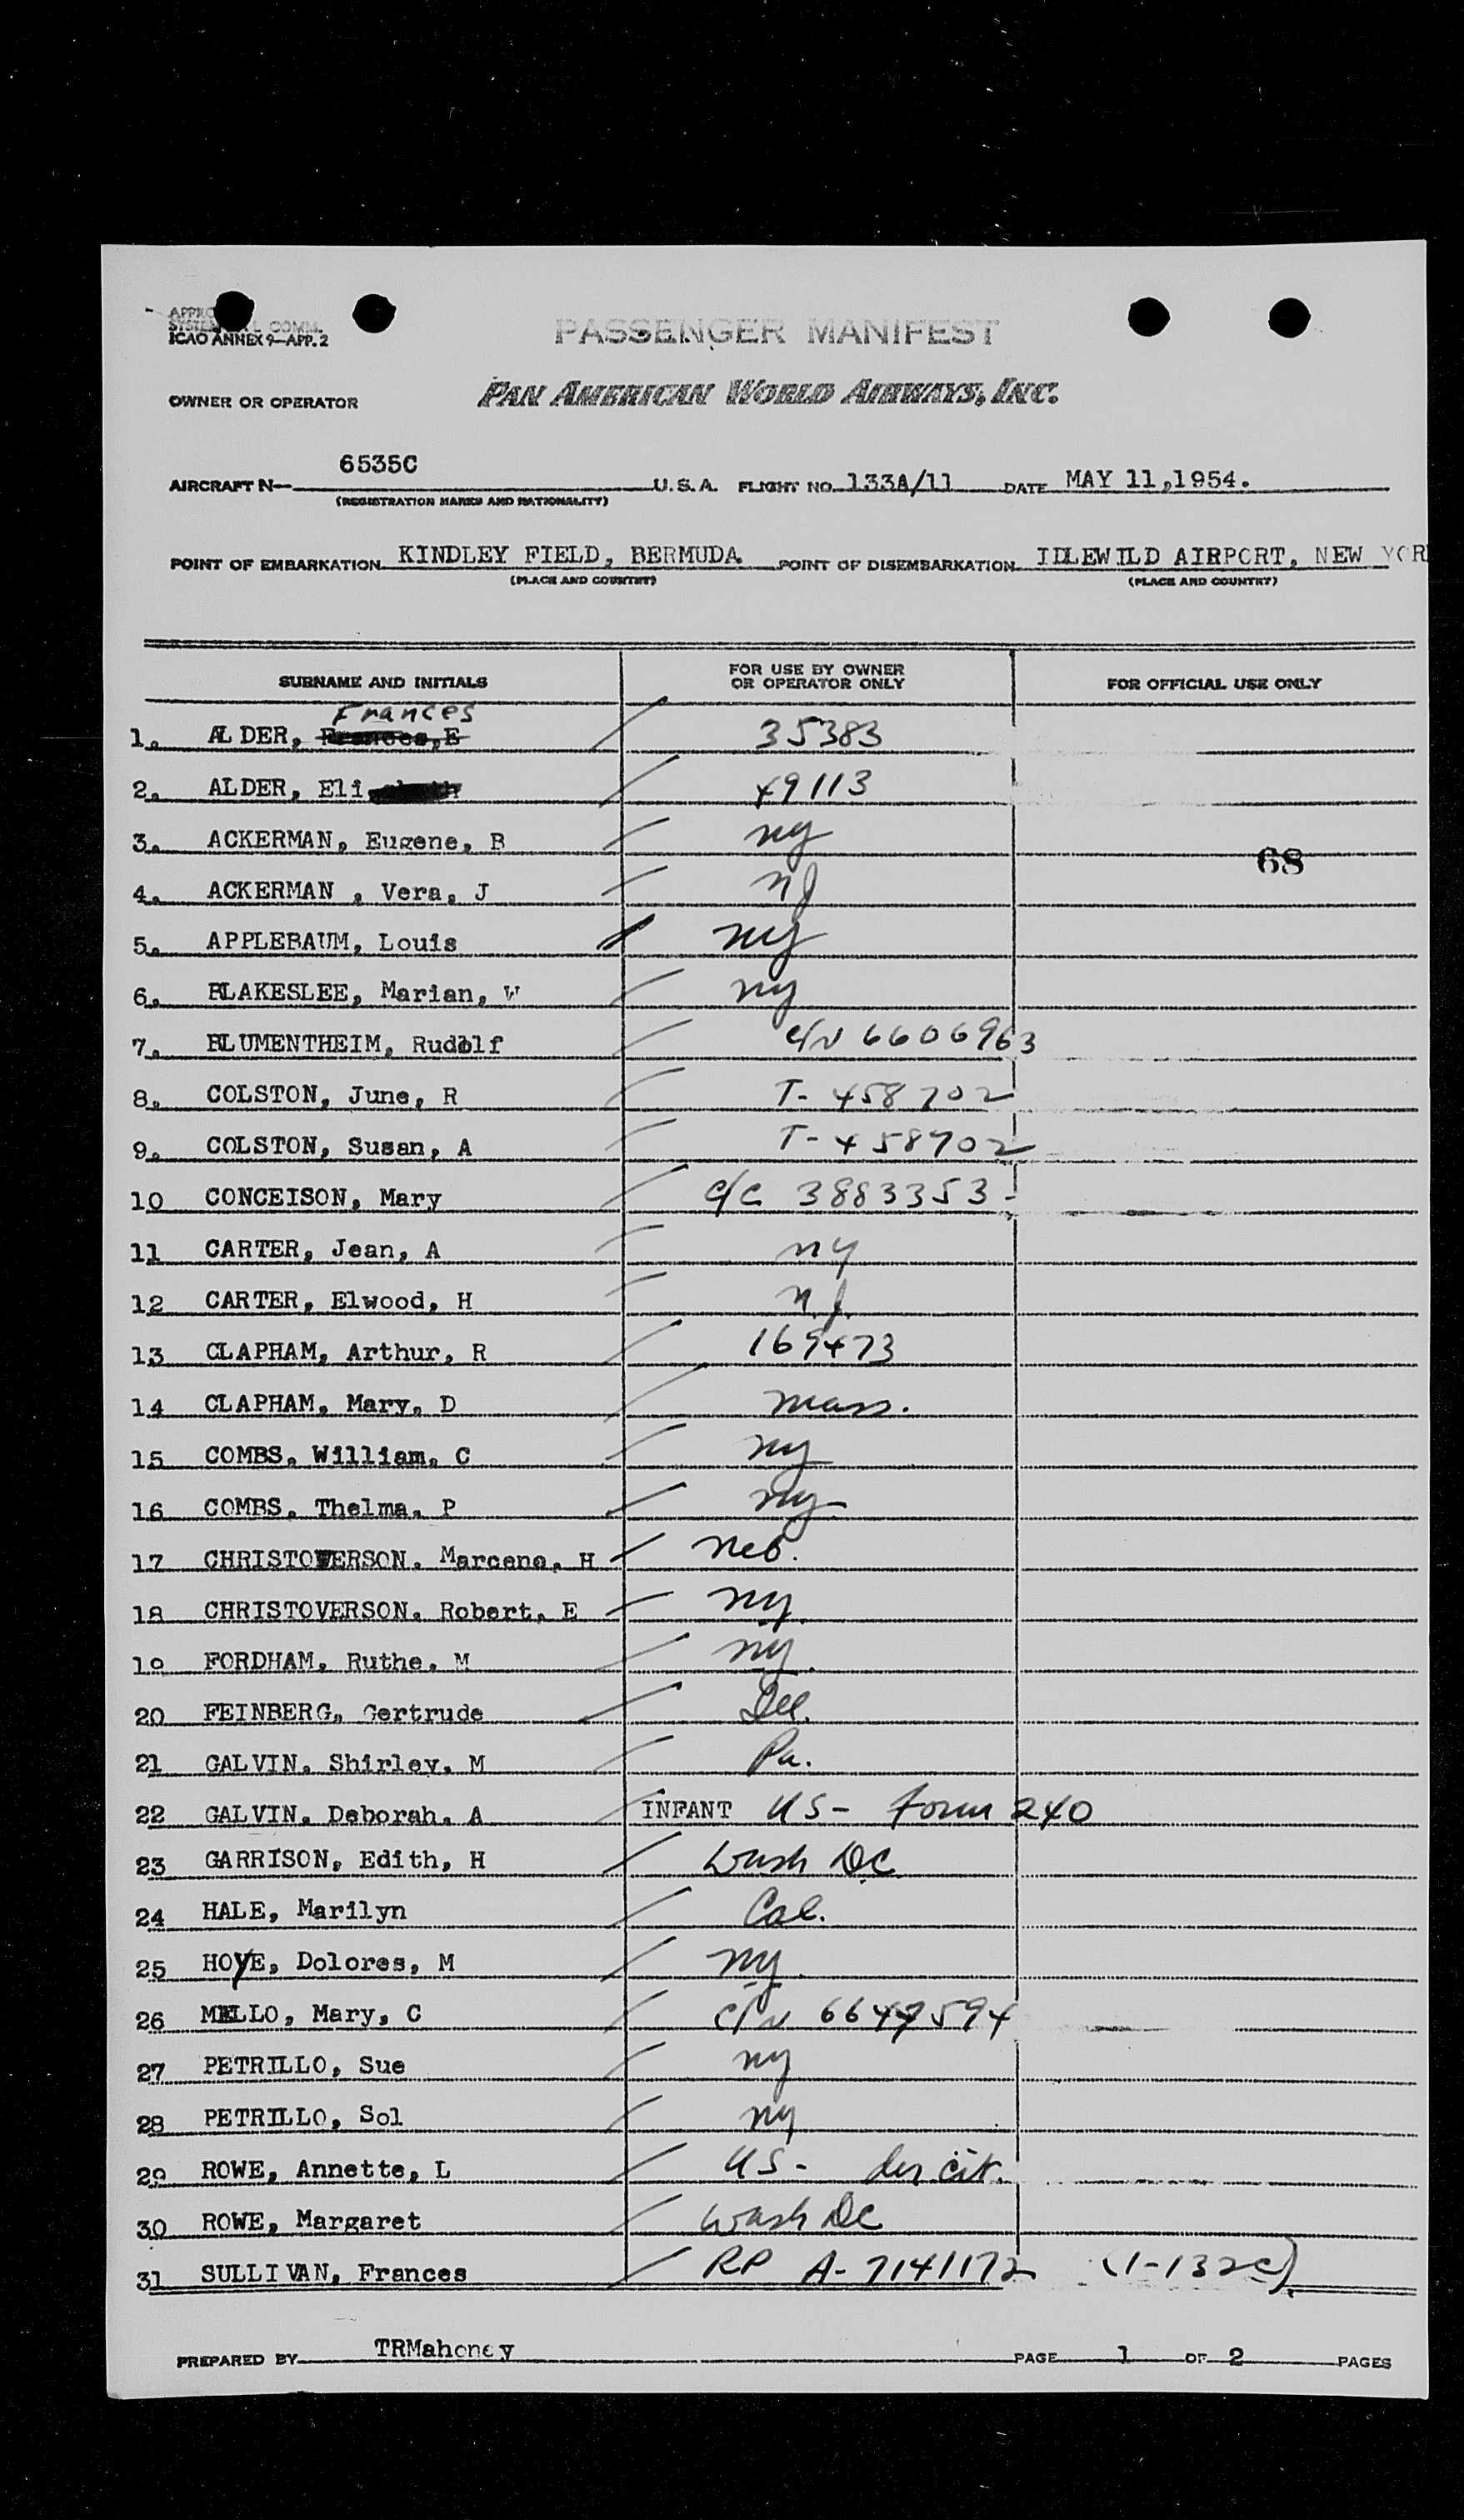 ICAO ANNEX 9—APP. 2
PASSENGER MANIFEST
OWNER OR OPERATOR PAN AMERICAN WORLD AIRWAYS, INC.
AIRCRAFT N— 6535C U.S.A. FLIGHT NO. 133A/11 DATE MAY 11,1954.
(REGISTRATION MARKS AND NATIONALITY)
POINT OF EMBARKATION KINDLEY FIELD, BERMUDA POINT OF DISEMBARKATION IDLEWILD AIRPORT, NEW YOR
(PLACE AND COUNTRY) (PLACE AND COUNTRY)
SURNAME AND INITIALS FOR USE BY OWNER OR OPERATOR ONLY FOR OFFICIAL USE ONLY
Frances
1. ALDER, Frances,E 35383
2. ALDER, Eli 49113
3. ACKERMAN, Eugene, B ny
68
4. ACKERMAN , Vera, J nj
5. APPLEBAUM, Louis ny
6. BLAKESLEE, Marian, W ny
7. BLUMENTHEIM, Rudolf c/N 6606963
8. COLSTON, June, R T- 458702
9. COLSTON, Susan, A T- 458702
10 CONCEISON, Mary c/c 3883353
11 CARTER, Jean, A ny
12 CARTER, Elwood, H n.j.
13 CLAPHAM, Arthur, R 169473
14 CLAPHAM, Mary, D mass.
15 COMBS, William, C ny
16 COMBS, Thelma, P ny
17 CHRISTOVERSON, Marcene, H Neb.
18 CHRISTOVERSON, Robert, E ny.
19 FORDHAM, Ruthe, M ny.
20 FEINBERG, Gertrude Ill.
21 GALVIN, Shirley, M Pa.
22 GALVIN, Deborah, A INFANT US- Form 240
23 GARRISON, Edith, H Wash DC
24 HALE, Marilyn Cal.
25 HOYE, Dolores, M ny
26 MELLO, Mary, C c/N 6647594
27 PETRILLO, Sue ny
28 PETRILLO, Sol ny
29 ROWE, Annette, L US- der cit.
30 ROWE, Margaret Wash DC
31 SULLIVAN, Frances RP A-7141172 (1-132c)
PREPARED BY TRMahoney PAGE 1 OF 2 PAGES